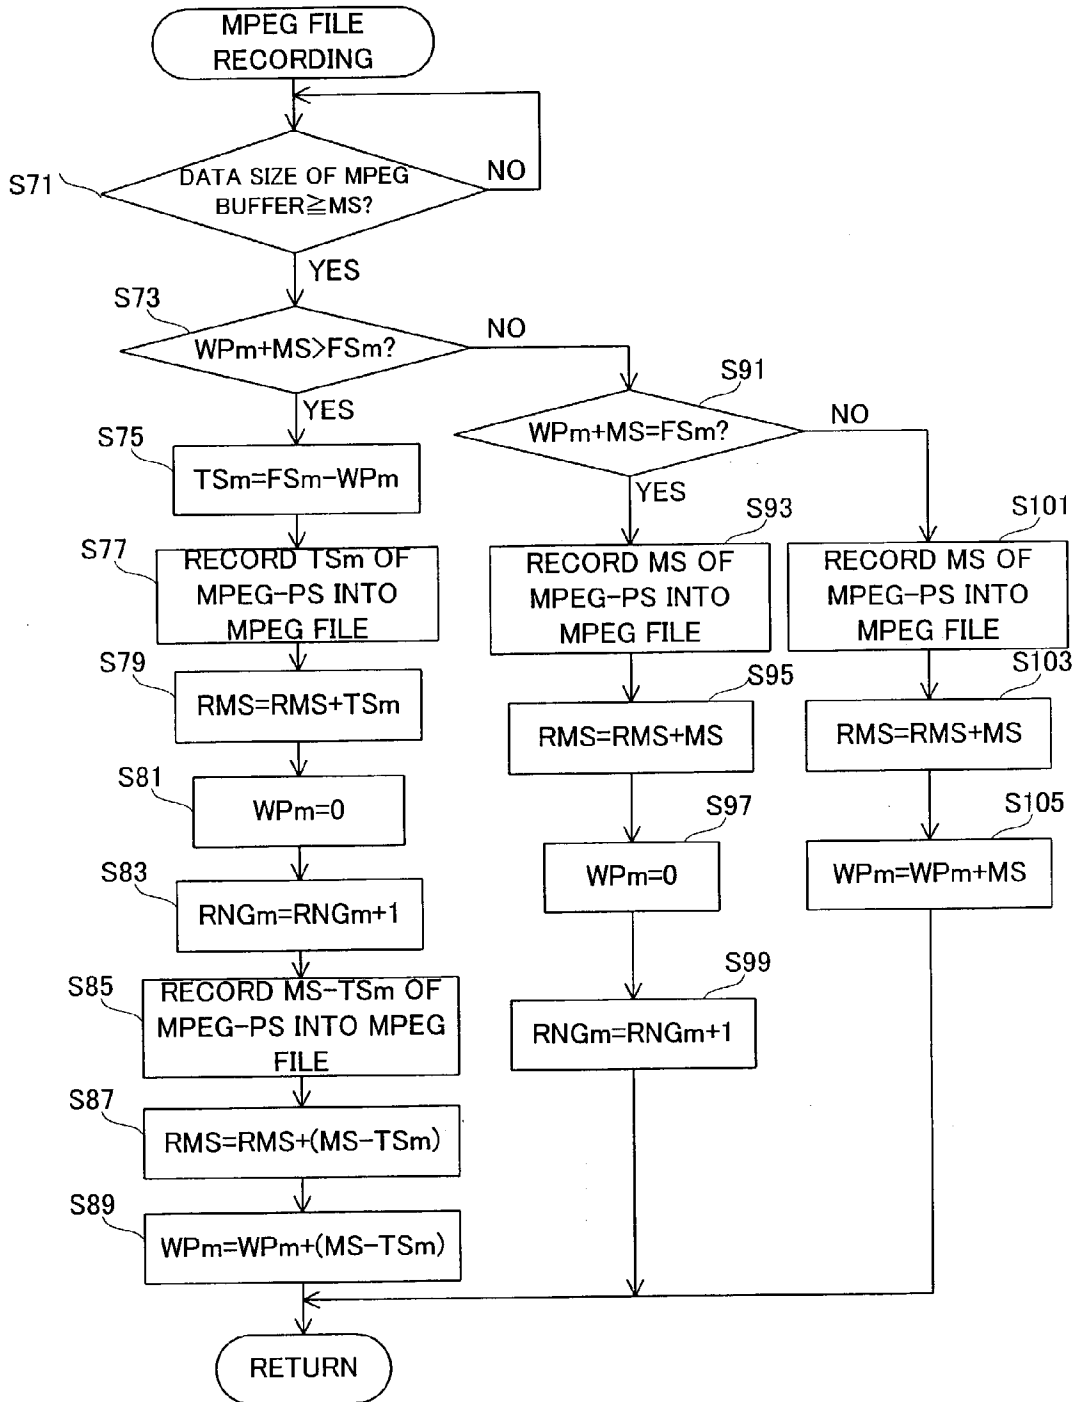 MPEG FILE
RECORDING
S71
DATA SIZE OF MPEG
BUFFER≧MS?
NO
YES
S73
WPm+MS>FSm?
NO
YES
S91
WPm+MS=FSm?
NO
YES
S75
TSm=FSm-WPm
S77
RECORD TSm OF
MPEG-PS INTO
MPEG FILE
S79
RMS=RMS+TSm
S81
WPm=0
S83
RNGm=RNGm+1
S85
RECORD MS-TSm OF
MPEG-PS INTO MPEG
FILE
S87
RMS=RMS+(MS-TSm)
S89
WPm=WPm+(MS-TSm)
S93
RECORD MS OF
MPEG-PS INTO
MPEG FILE
S95
RMS=RMS+MS
S97
WPm=0
S99
RNGm=RNGm+1
S101
RECORD MS OF
MPEG-PS INTO
MPEG FILE
S103
RMS=RMS+MS
S105
WPm=WPm+MS
RETURN